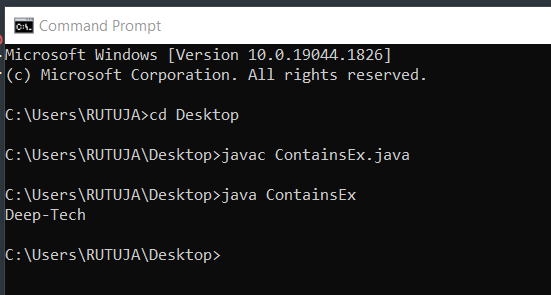 Command Prompt
Microsoft Windows [Version 10.0.19044.1826]
(c) Microsoft Corporation. All rights reserved.
C:\Users\RUTUJA>cd Desktop
C:\Users\RUTUJA\Desktop>javac ContainsEx.java
C:\Users\RUTUJA\Desktop>java ContainsEx
Deep-Tech
C:\Users\RUTUJA\Desktop>